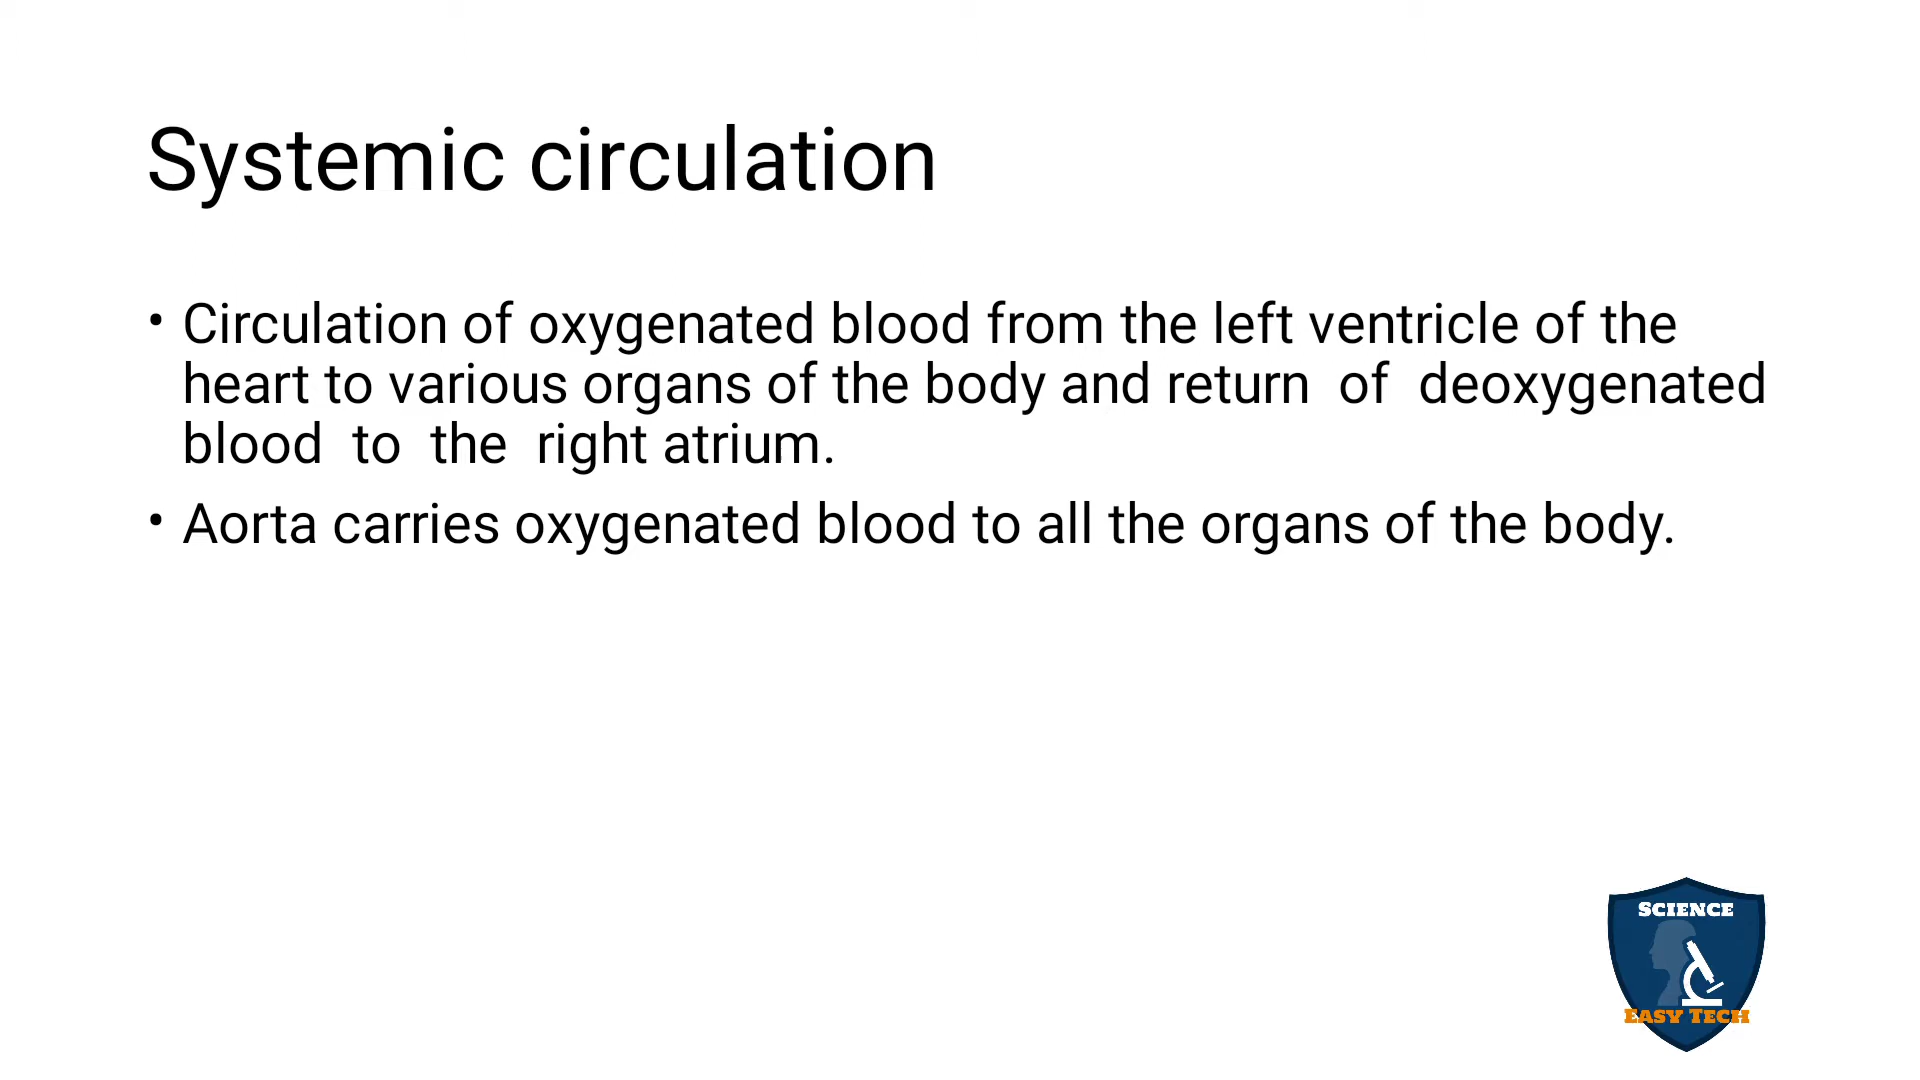 Systemic circulation
• Circulation of oxygenated blood from the left ventricle of the
heart to various organs of the body and return  of  deoxygenated
blood  to  the  right atrium.
• Aorta carries oxygenated blood to all the organs of the body.
SCIENCE
EASY TECH